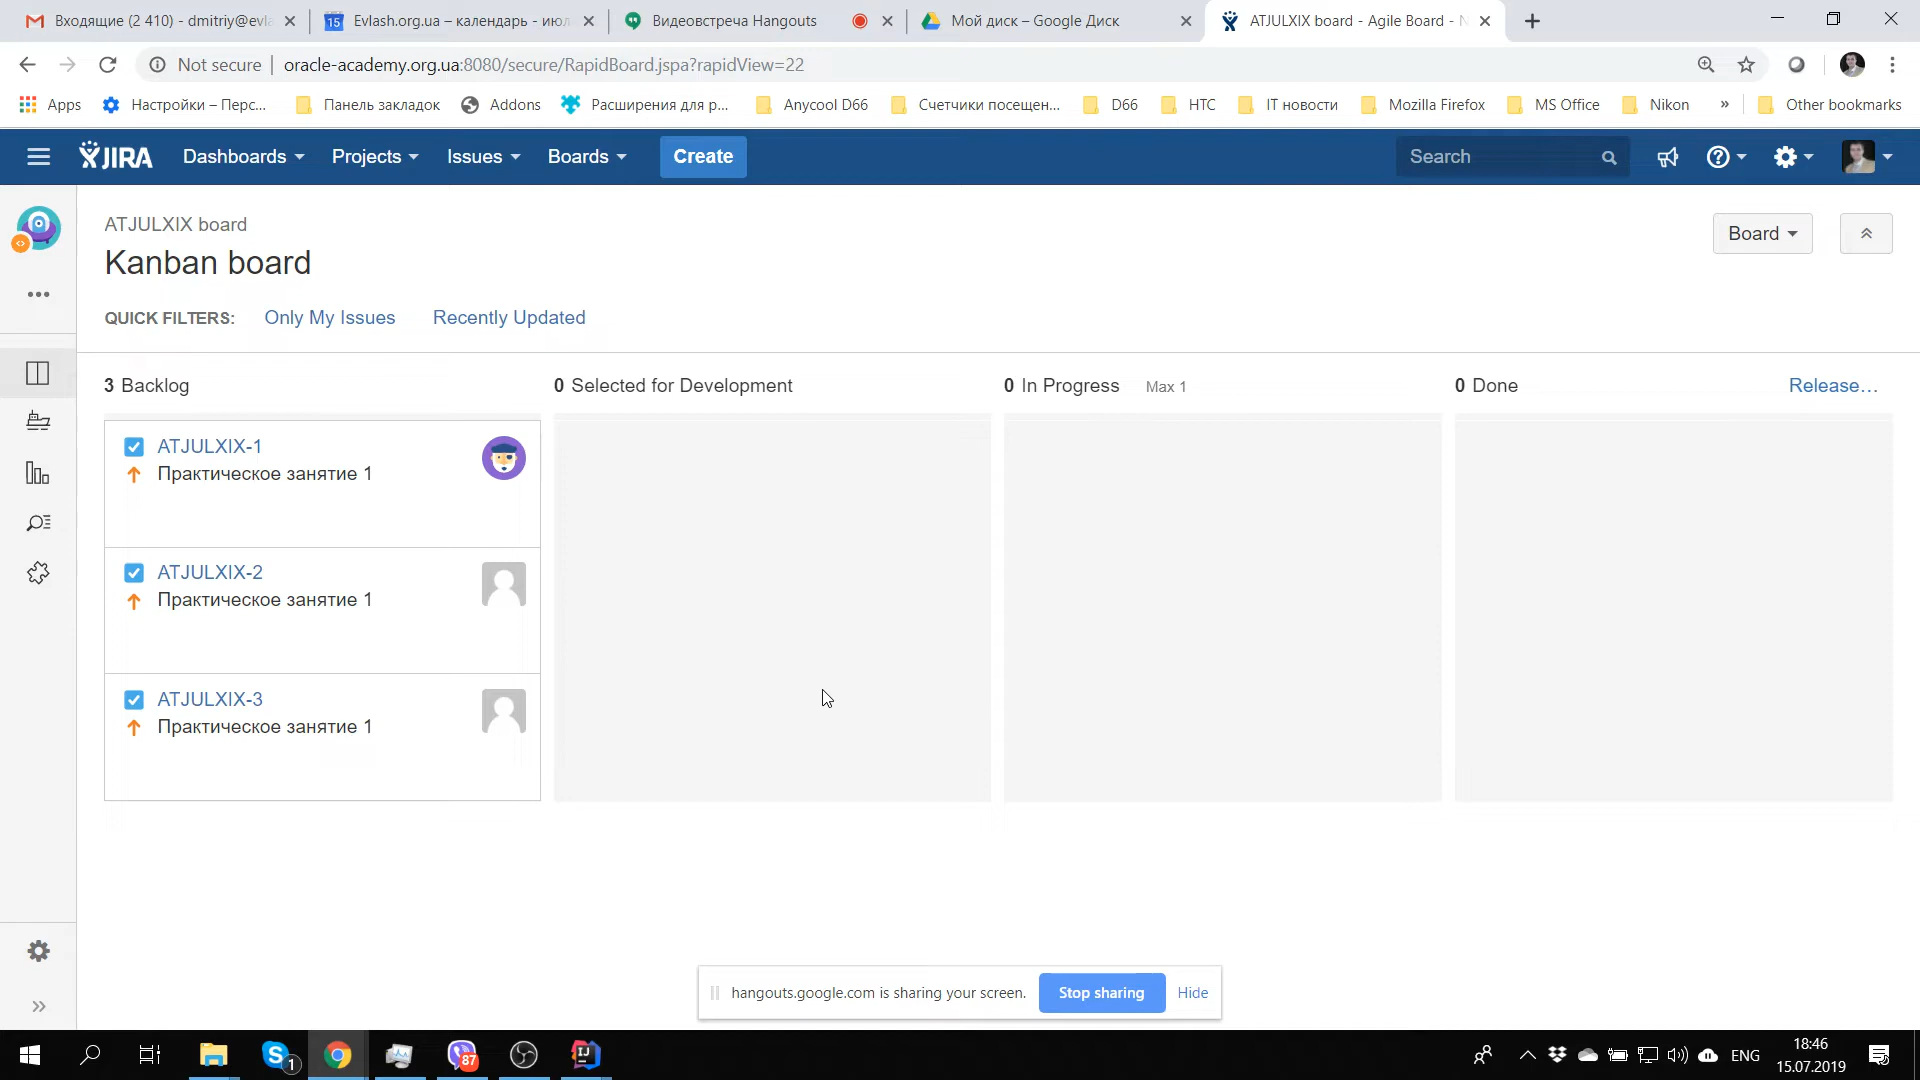 Входящие (2 410) - dmitriy@evla
Evlash.org.ua – календарь - июл
Видеовстреча Hangouts
Мой диск – Google Диск
ATJULXIX board - Agile Board -
Not secure
oracle-academy.org.ua:8080/secure/RapidBoard.jspa?rapidView=22
Apps
Настройки – Перс...
Панель закладок
Addons
Расширения для р...
Anycool D66
Счетчики посещен...
D66
HTC
IT новости
Mozilla Firefox
MS Office
Nikon
»
Other bookmarks
JIRA
Dashboards
Projects
Issues
Boards
Create
Search
ATJULXIX board
Kanban board
Board
QUICK FILTERS:
Only My Issues
Recently Updated
3 Backlog
0 Selected for Development
0 In Progress
Max 1
0 Done
Release…
ATJULXIX-1
Практическое занятие 1
ATJULXIX-2
Практическое занятие 1
ATJULXIX-3
Практическое занятие 1
hangouts.google.com is sharing your screen.
Stop sharing
Hide
1
87
IJ
ENG
18:46
15.07.2019